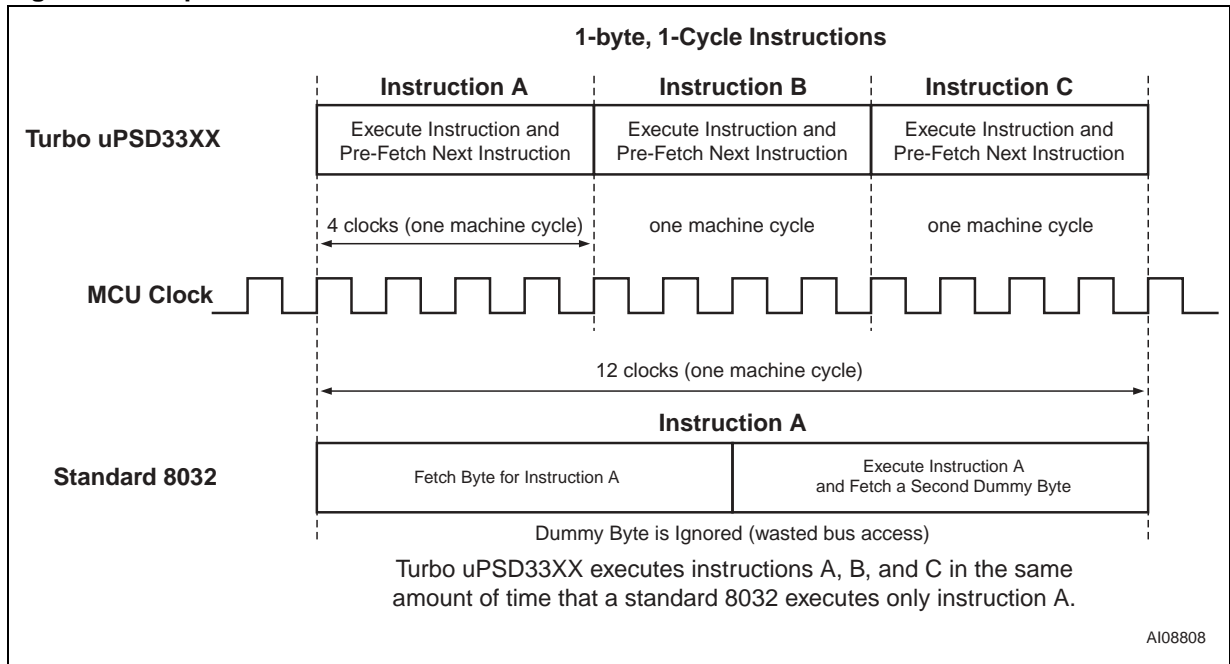 1-byte, 1-Cycle Instructions
Instruction A
Instruction B
Instruction C
Turbo uPSD33XX
Execute Instruction and
Pre-Fetch Next Instruction
Execute Instruction and
Pre-Fetch Next Instruction
Execute Instruction and
Pre-Fetch Next Instruction
4 clocks (one machine cycle)
one machine cycle
one machine cycle
MCU Clock
12 clocks (one machine cycle)
Instruction A
Standard 8032
Fetch Byte for Instruction A
Execute Instruction A
and Fetch a Second Dummy Byte
Dummy Byte is Ignored (wasted bus access)
Turbo uPSD33XX executes instructions A, B, and C in the same
amount of time that a standard 8032 executes only instruction A.
AI08808